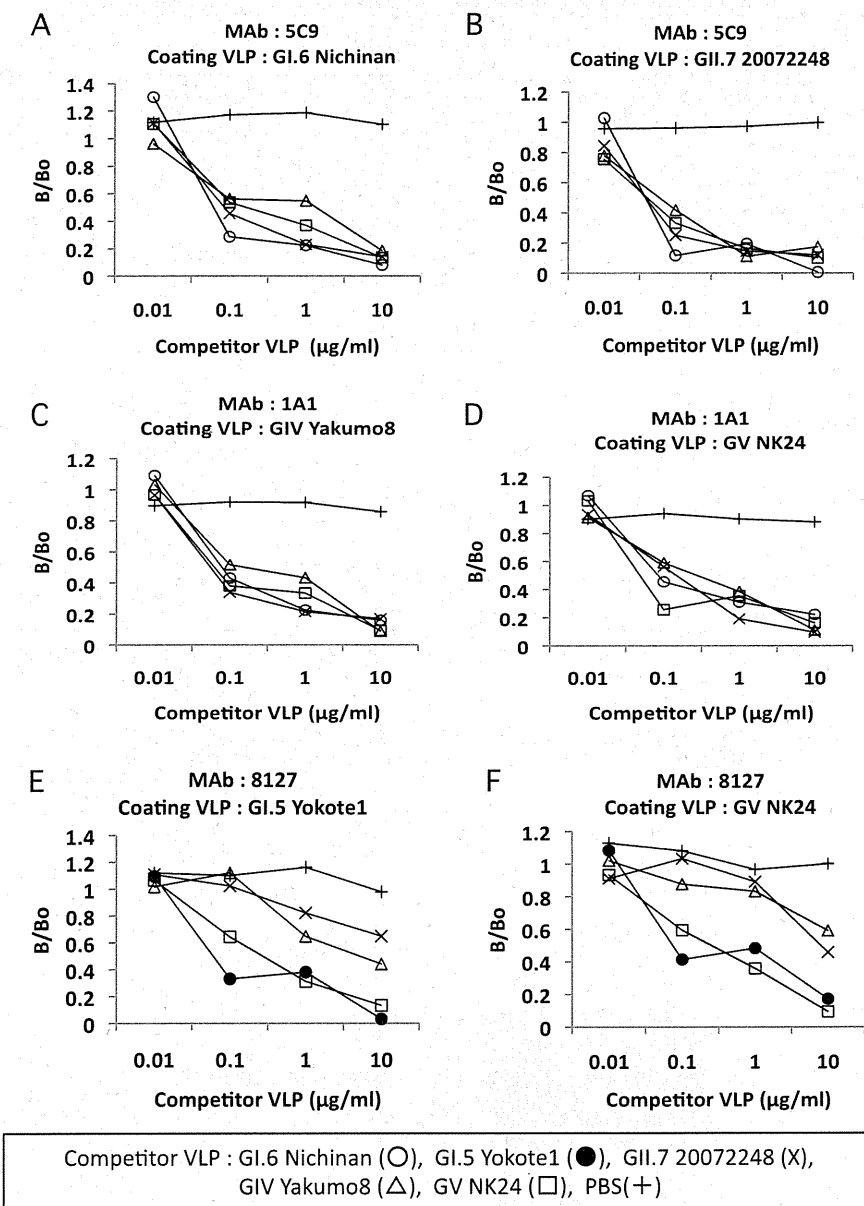 A
MAb : 5C9
Coating VLP : GI.6 Nichinan
1.4
1.2
1
0.8
0.6
0.4
0.2
0
B/Bo
0.01 0.1 1 10
Competitor VLP (µg/ml)
B
MAb : 5C9
Coating VLP : GII.7 20072248
1.2
1
0.8
0.6
0.4
0.2
0
B/Bo
0.01 0.1 1 10
Competitor VLP (µg/ml)
C
MAb : 1A1
Coating VLP : GIV Yakumo8
1.2
1
0.8
0.6
0.4
0.2
0
B/Bo
0.01 0.1 1 10
Competitor VLP (µg/ml)
D
MAb : 1A1
Coating VLP : GV NK24
1.2
1
0.8
0.6
0.4
0.2
0
B/Bo
0.01 0.1 1 10
Competitor VLP (µg/ml)
E
MAb : 8127
Coating VLP : GI.5 Yokote1
1.4
1.2
1
0.8
0.6
0.4
0.2
0
B/Bo
0.01 0.1 1 10
Competitor VLP (µg/ml)
F
MAb : 8127
Coating VLP : GV NK24
1.2
1
0.8
0.6
0.4
0.2
0
B/Bo
0.01 0.1 1 10
Competitor VLP (µg/ml)
Competitor VLP : GI.6 Nichinan (○), GI.5 Yokote1 (●), GII.7 20072248 (X),
GIV Yakumo8 (△), GV NK24 (□), PBS(+)